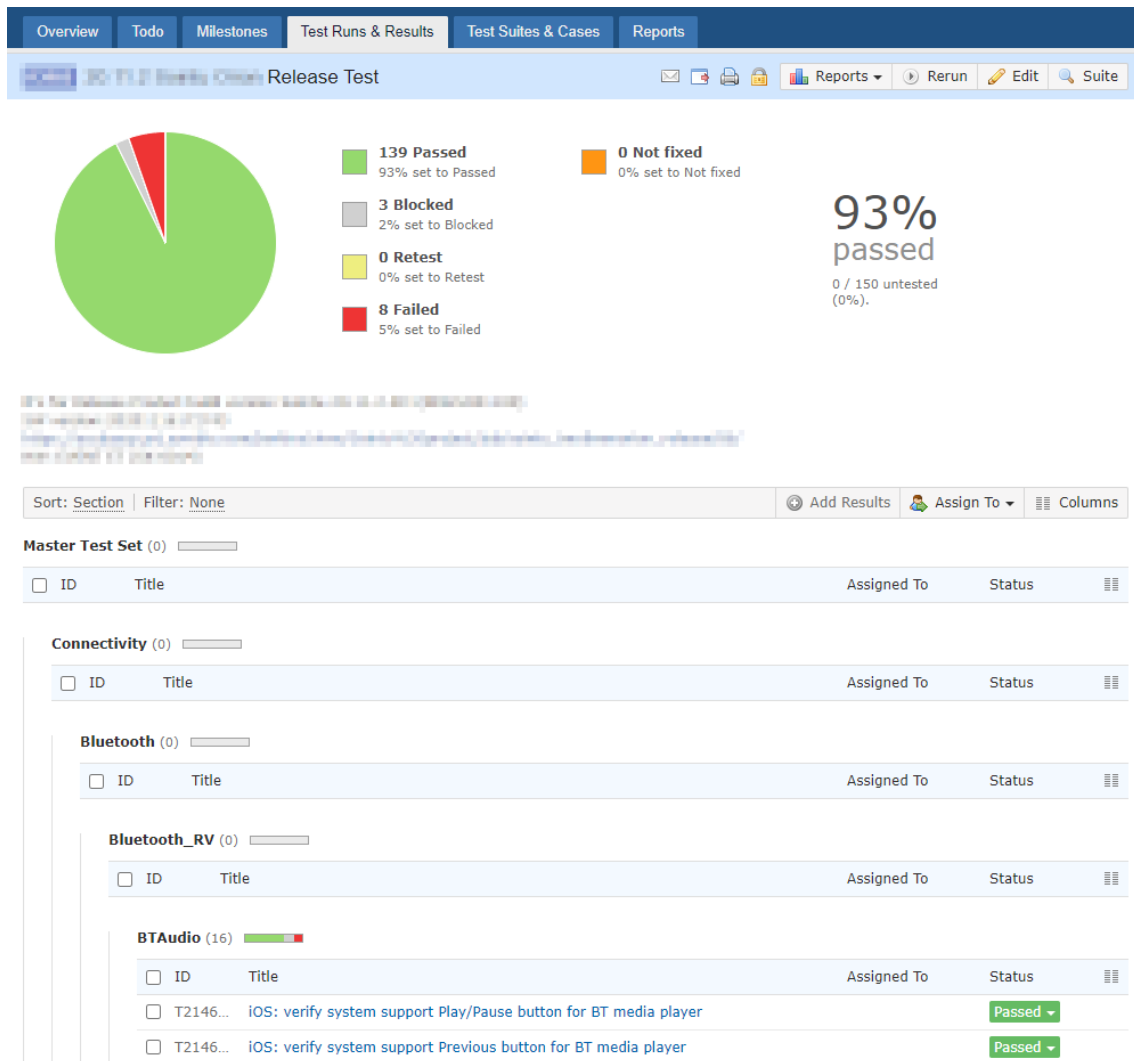 Overview Todo Milestones Test Runs & Results Test Suites & Cases Reports
Release Test Reports Rerun Edit Suite
139 Passed
93% set to Passed
3 Blocked
2% set to Blocked
0 Retest
0% set to Retest
8 Failed
5% set to Failed
0 Not fixed
0% set to Not fixed
93%
passed
0 / 150 untested
(0%).
Sort: Section Filter: None Add Results Assign To Columns
Master Test Set (0)
ID Title Assigned To Status
Connectivity (0)
ID Title Assigned To Status
Bluetooth (0)
ID Title Assigned To Status
Bluetooth_RV (0)
ID Title Assigned To Status
BTAudio (16)
ID Title Assigned To Status
T2146... iOS: verify system support Play/Pause button for BT media player Passed
T2146... iOS: verify system support Previous button for BT media player Passed